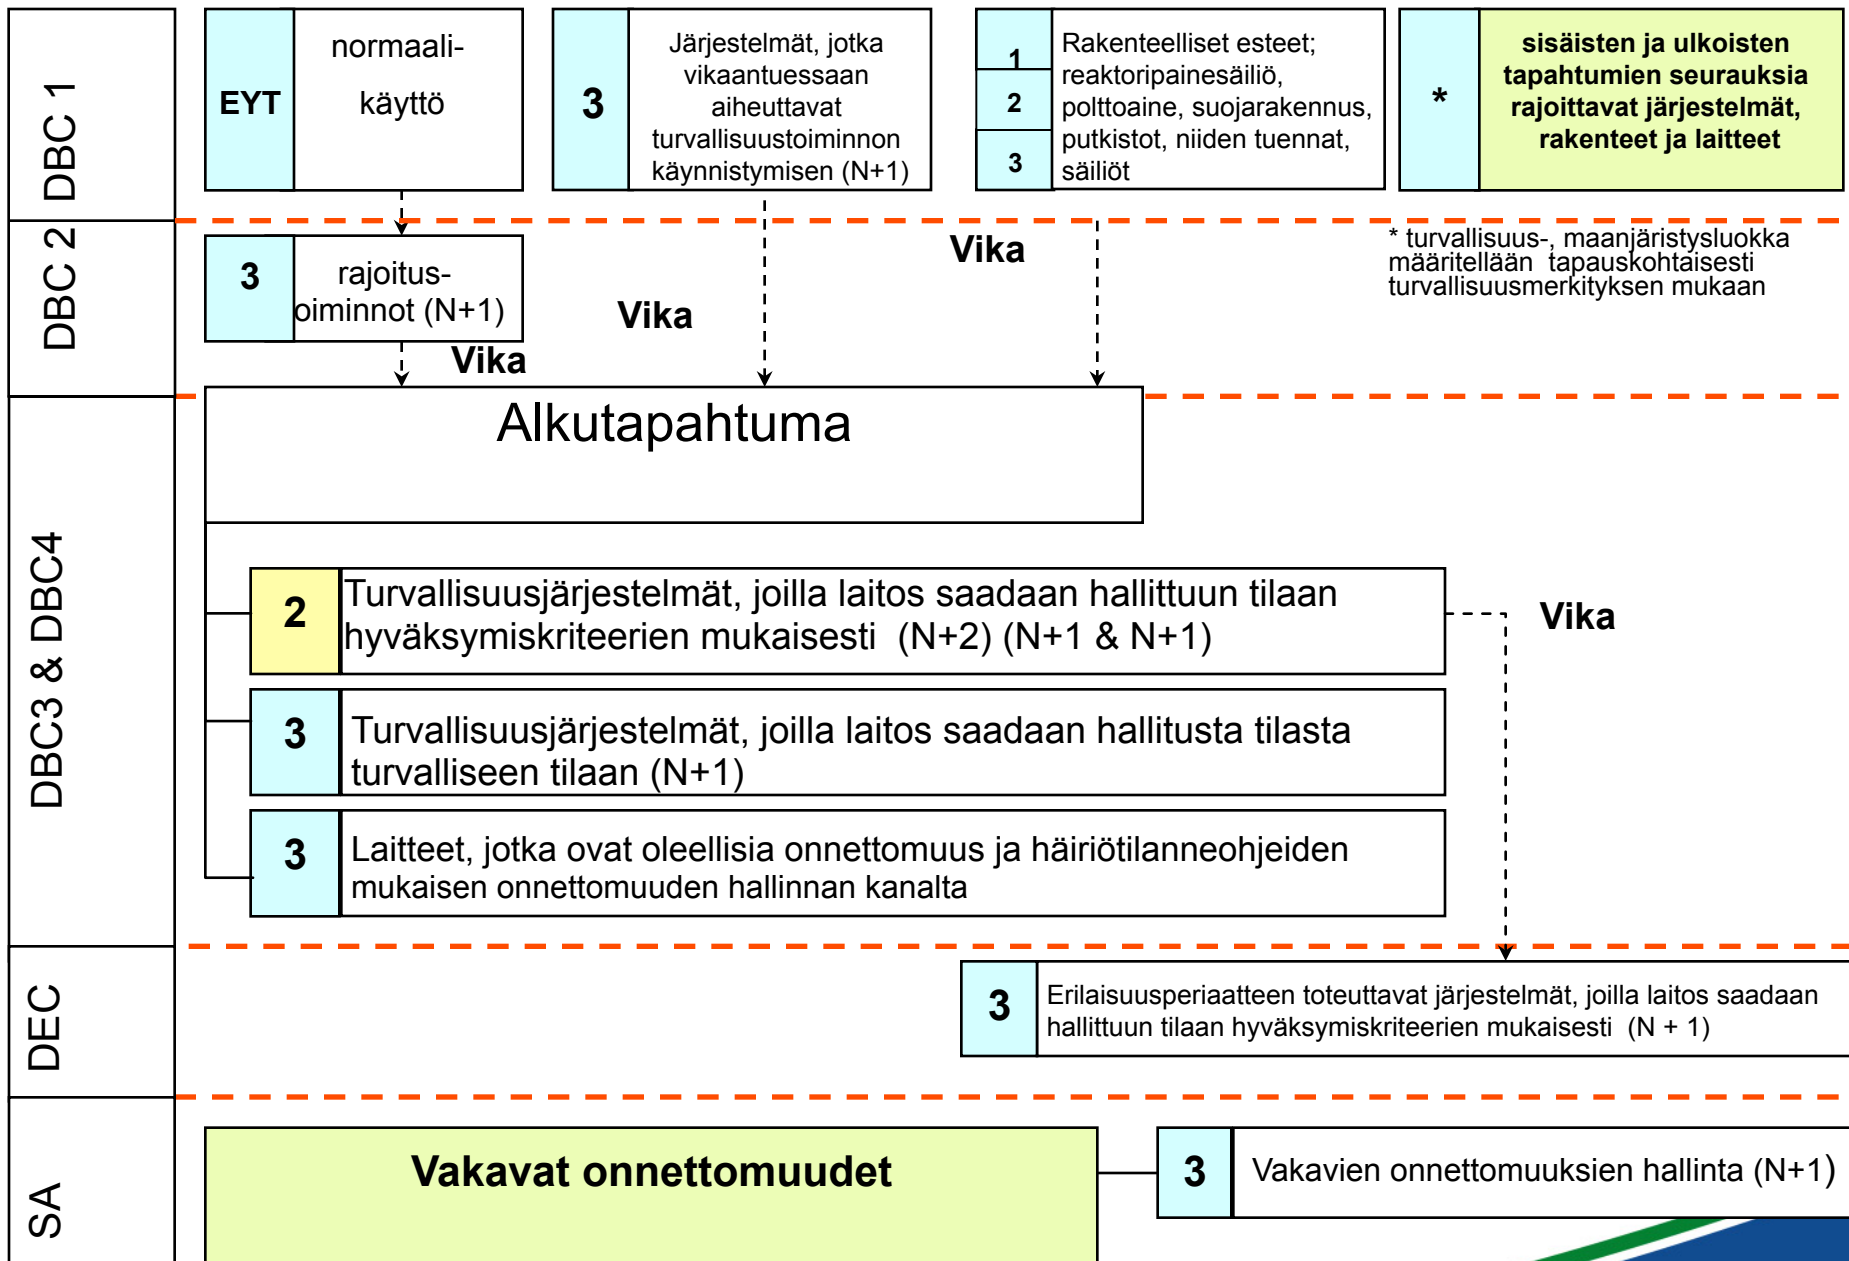 DBC 1
EYT
normaali-
käyttö
3
Järjestelmät, jotka
vikaantuessaan
aiheuttavat
turvallisuustoiminnon
käynnistymisen (N+1)
1
2
3
Rakenteelliset esteet;
reaktoripainesäiliö,
polttoaine, suojarakennus,
putkistot, niiden tuennat,
säiliöt
*
sisäisten ja ulkoisten
tapahtumien seurauksia
rajoittavat järjestelmät,
rakenteet ja laitteet
DBC 2
3
rajoitus-
oiminnot (N+1)
Vika
Vika
Vika
* turvallisuus-, maanjäristysluokka
määritellään tapauskohtaisesti
turvallisuusmerkityksen mukaan
DBC3 & DBC4
Alkutapahtuma
2
Turvallisuusjärjestelmät, joilla laitos saadaan hallittuun tilaan
hyväksymiskriteerien mukaisesti (N+2) (N+1 & N+1)
Vika
3
Turvallisuusjärjestelmät, joilla laitos saadaan hallitusta tilasta
turvalliseen tilaan (N+1)
3
Laitteet, jotka ovat oleellisia onnettomuus ja häiriötilanneohjeiden
mukaisen onnettomuuden hallinnan kanalta
DEC
3
Erilaisuusperiaatteen toteuttavat järjestelmät, joilla laitos saadaan
hallittuun tilaan hyväksymiskriteerien mukaisesti (N + 1)
SA
Vakavat onnettomuudet
3
Vakavien onnettomuuksien hallinta (N+1)